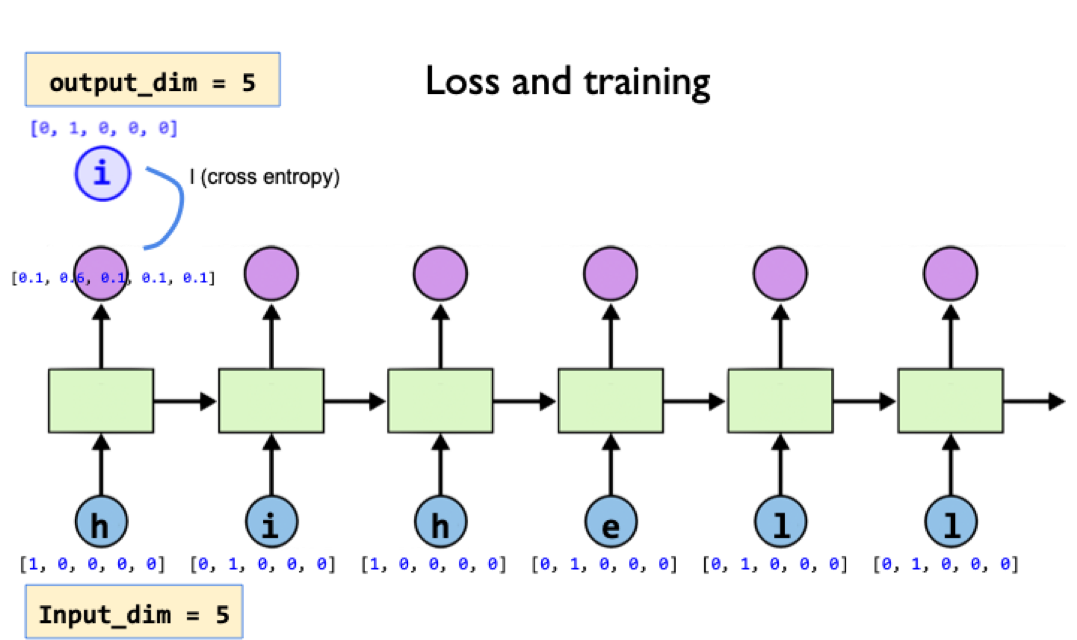 output_dim = 5
Loss and training
[0, 1, 0, 0, 0]
i
l (cross entropy)
[0.1, 0.6, 0.1, 0.1, 0.1]
h i h e l l
[1, 0, 0, 0, 0] [0, 1, 0, 0, 0] [1, 0, 0, 0, 0] [0, 1, 0, 0, 0] [0, 1, 0, 0, 0] [0, 1, 0, 0, 0]
Input_dim = 5